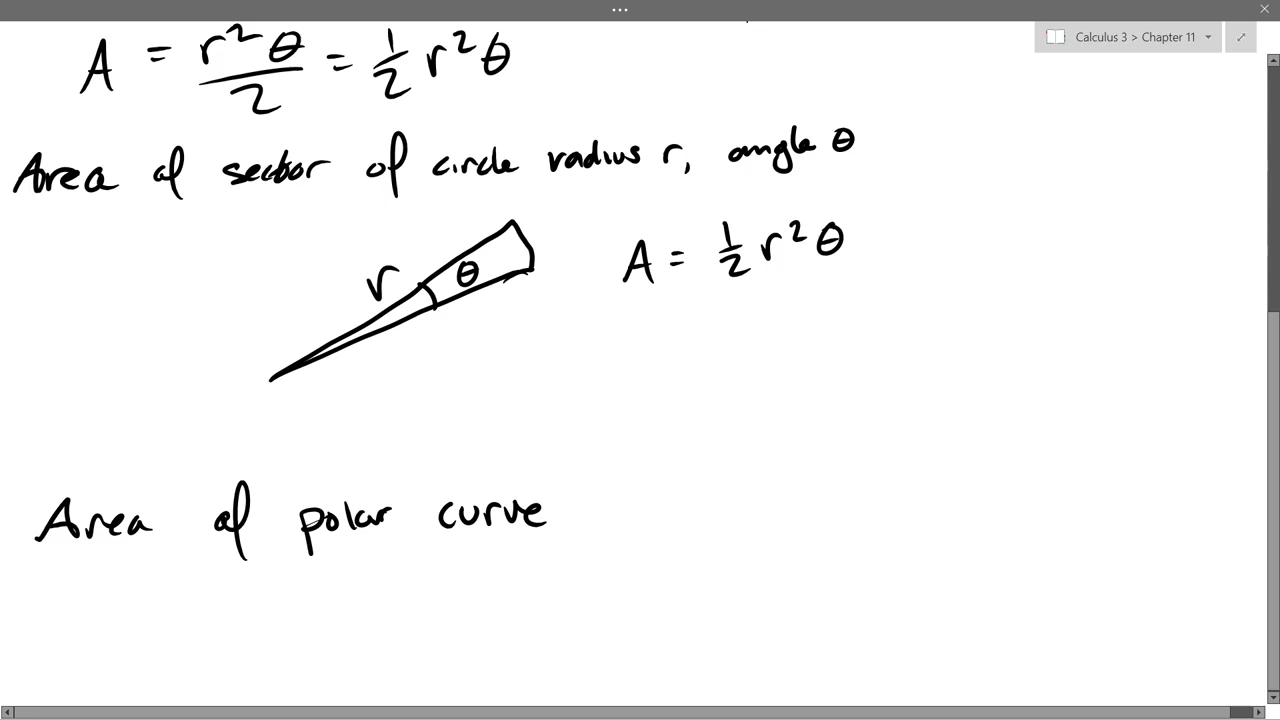 ...
Calculus 3 > Chapter 11
A = r²θ/2 = 1/2 r²θ
Area of sector of circle radius r, angle θ
r θ A = 1/2 r²θ
Area of polar curve